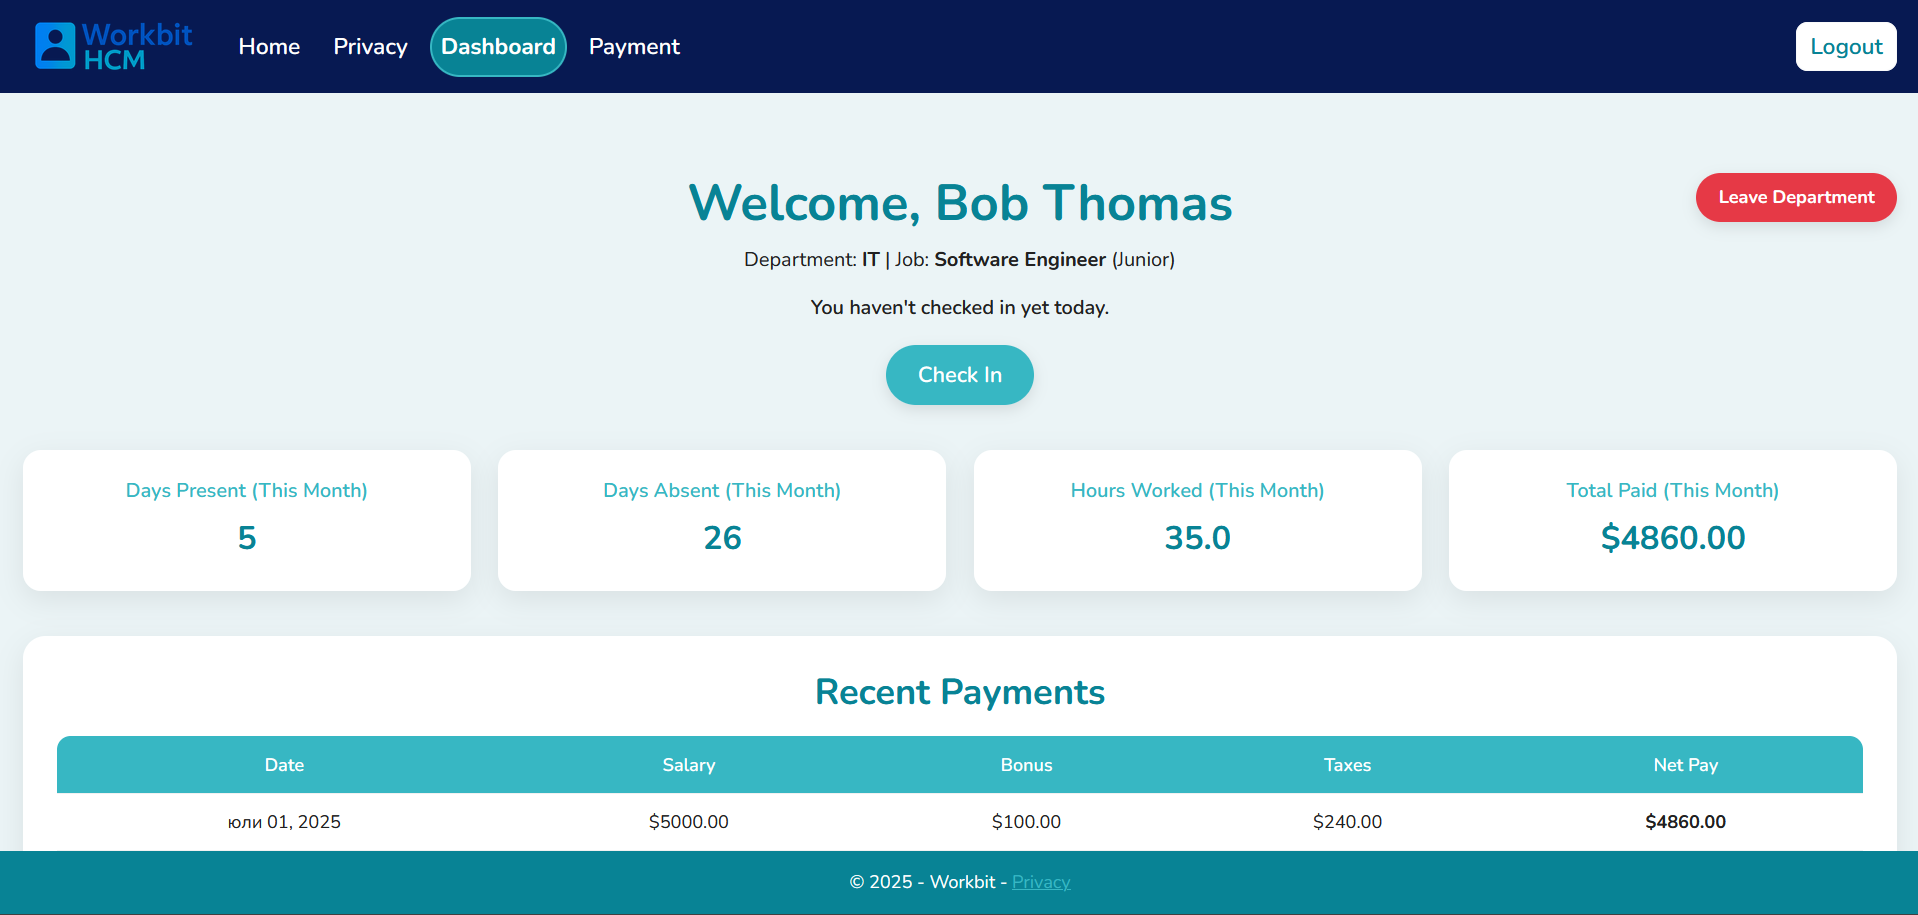 Workbit
HCM
Home Privacy Dashboard Payment Logout
Welcome, Bob Thomas
Leave Department
Department: IT | Job: Software Engineer (Junior)
You haven't checked in yet today.
Check In
Days Present (This Month) Days Absent (This Month) Hours Worked (This Month) Total Paid (This Month)
5 26 35.0 $4860.00
Recent Payments
Date Salary Bonus Taxes Net Pay
юли 01, 2025 $5000.00 $100.00 $240.00 $4860.00
© 2025 - Workbit - Privacy